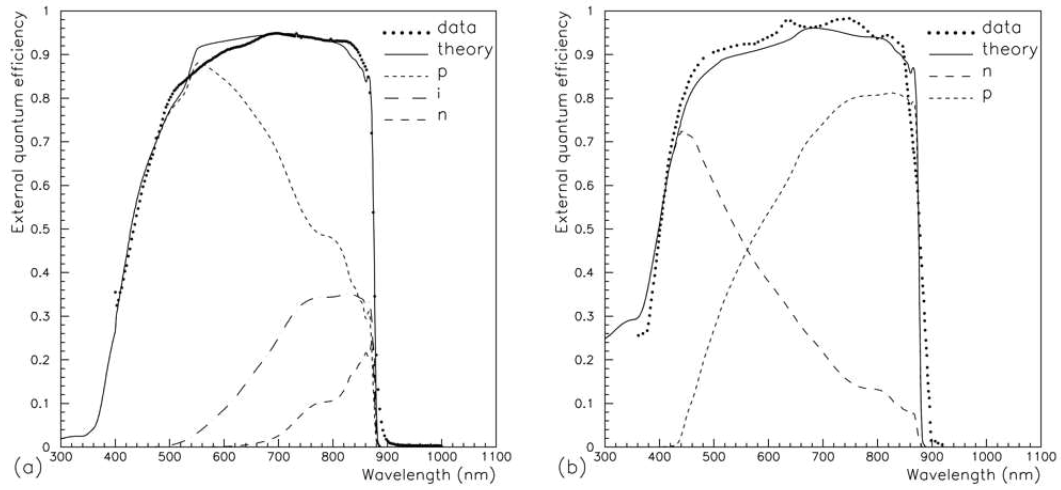 External quantum efficiency
1
0.9
0.8
0.7
0.6
0.5
0.4
0.3
0.2
0.1
0
data
theory
p
i
n
300 400 500 600 700 800 900 1000 1100
(a)
Wavelength (nm)
External quantum efficiency
1
0.9
0.8
0.7
0.6
0.5
0.4
0.3
0.2
0.1
0
data
theory
n
p
300 400 500 600 700 800 900 1000 1100
(b)
Wavelength (nm)